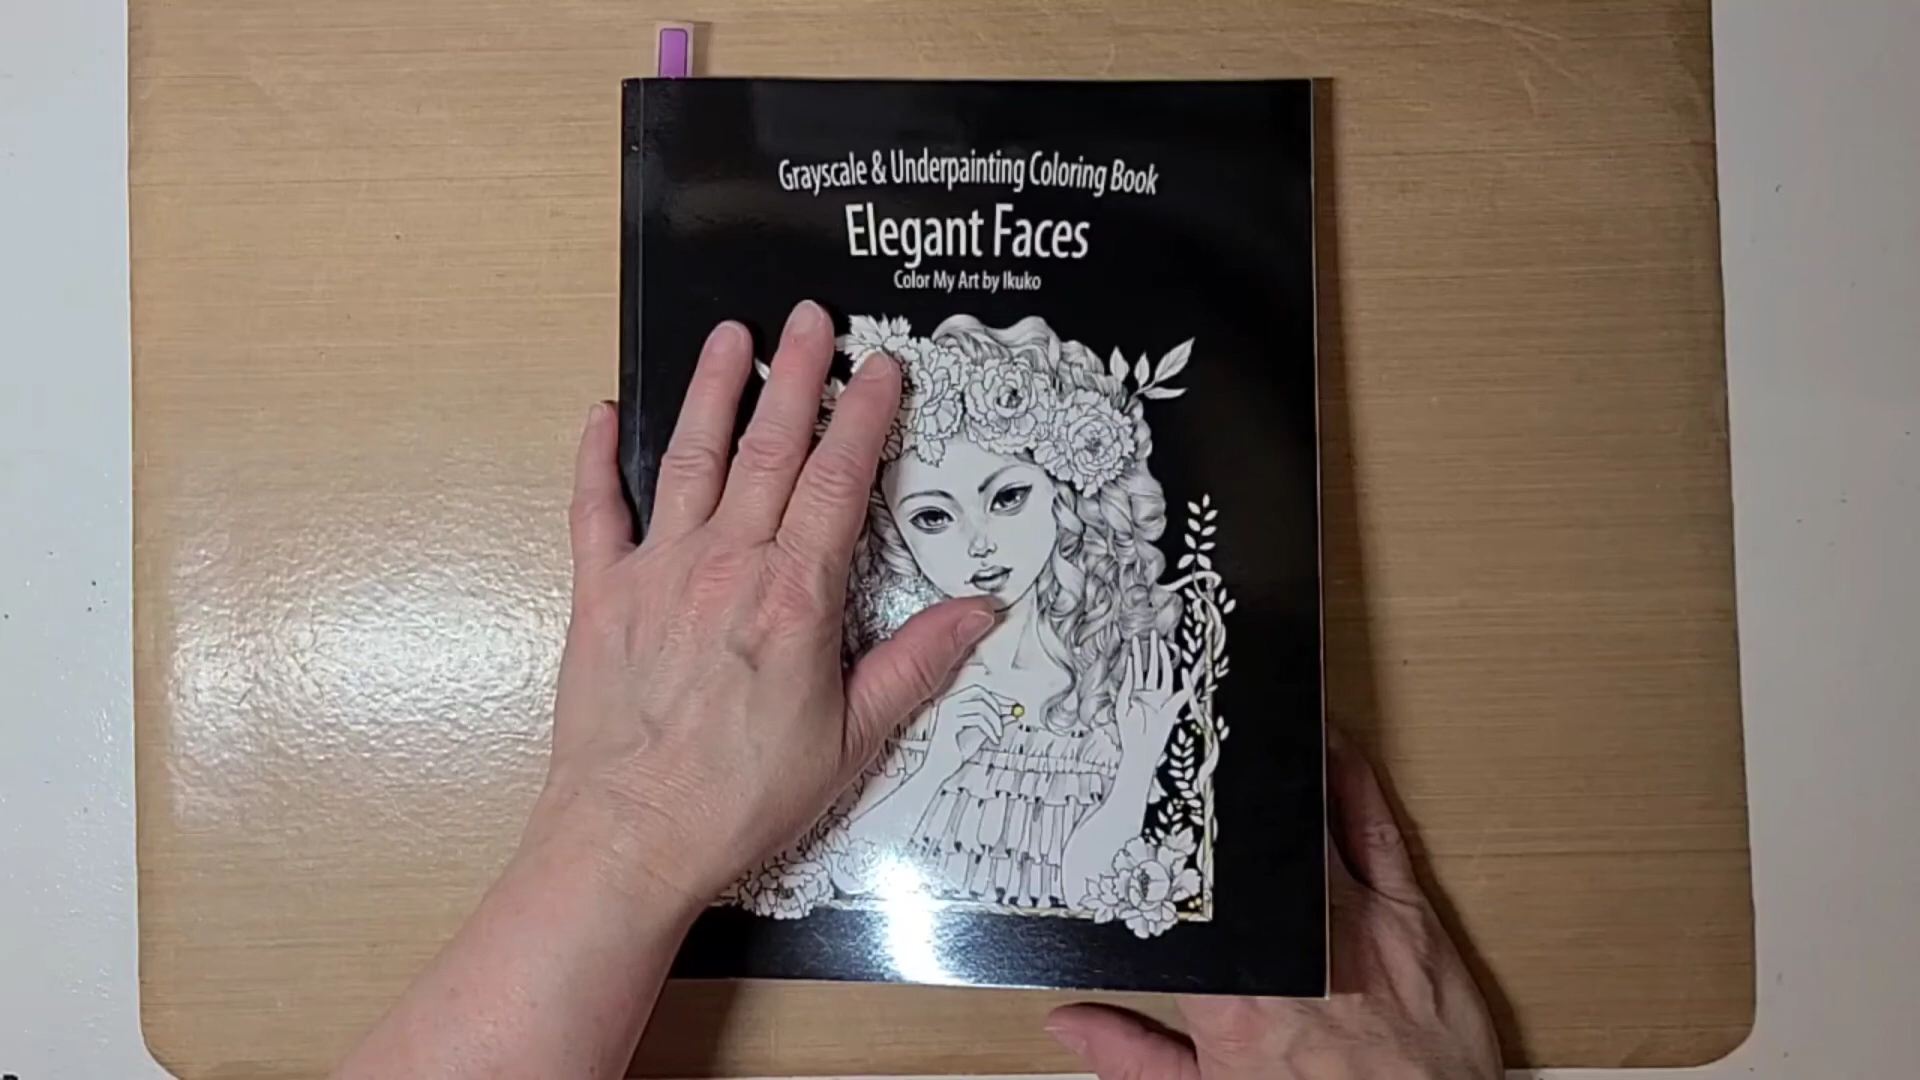 Grayscale & Underpainting Coloring Book
Elegant Faces
Color My Art by Ikuko